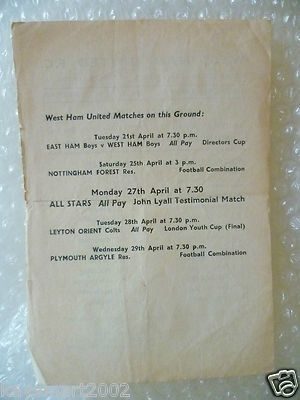 West Ham United Matches on this Ground:
Tuesday 21st April at 7.30 p.m.
EAST HAM Boys v WEST HAM Boys All Pay Directors Cup
Saturday 25th April at 3 p.m.
NOTTINGHAM FOREST Res. Football Combination
Monday 27th April at 7.30
ALL STARS All Pay John Lyall Testimonial Match
Tuesday 28th April at 7.30 p.m.
LEYTON ORIENT Colts All Pay London Youth Cup (Final)
Wednesday 29th April at 7.30 p.m.
PLYMOUTH ARGYLE Res. Football Combination